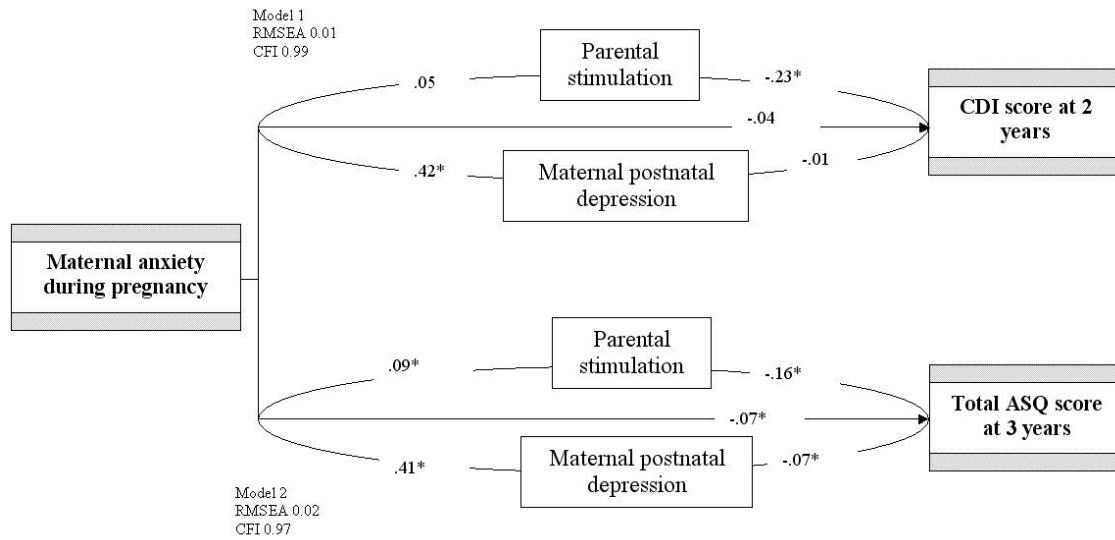 Model 1
RMSEA 0.01
CFI 0.99
Parental
stimulation
.05
-.23*
CDI score at 2
years
-.04
.42*
Maternal postnatal
depression
-.01
Maternal anxiety
during pregnancy
Parental
stimulation
.09*
-.16*
Total ASQ score
at 3 years
-.07*
.41*
Maternal postnatal
depression
-.07*
Model 2
RMSEA 0.02
CFI 0.97